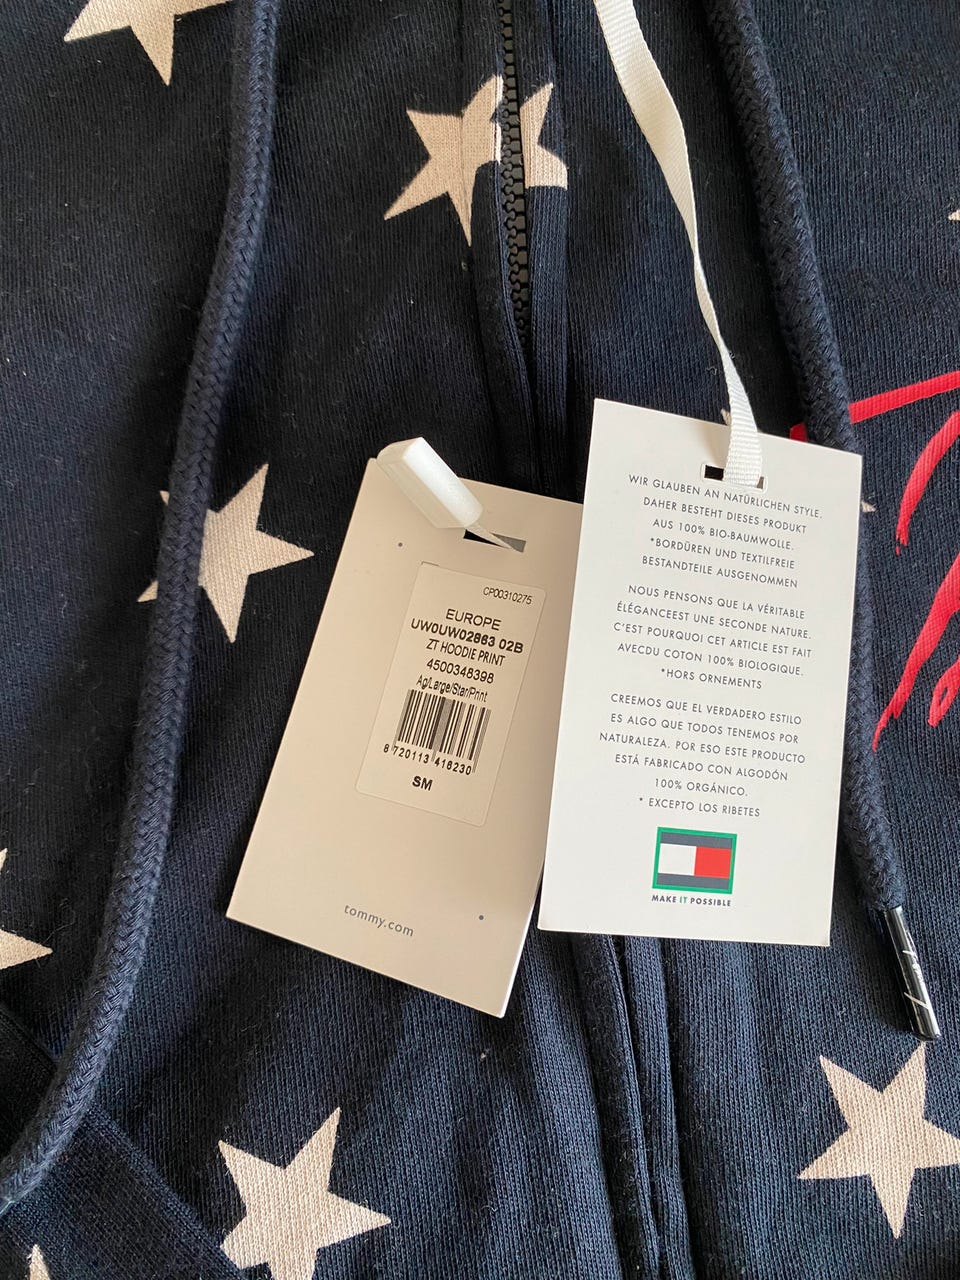 CP00310275
EUROPE
UW0UW02863 02B
ZT HOODIE PRINT
4500348398
Ag/Large/Star/Print
8 720113 418230
SM
tommy.com
WIR GLAUBEN AN NATÜRLICHEN STYLE.
DAHER BESTEHT DIESES PRODUKT
AUS 100% BIO-BAUMWOLLE.
*BORDÜREN UND TEXTILFREIE
BESTANDTEILE AUSGENOMMEN
NOUS PENSONS QUE LA VÉRITABLE
ÉLÉGANCEEST UNE SECONDE NATURE.
C'EST POURQUOI CET ARTICLE EST FAIT
AVECDU COTON 100% BIOLOGIQUE.
*HORS ORNEMENTS
CREEMOS QUE EL VERDADERO ESTILO
ES ALGO QUE TODOS TENEMOS POR
NATURALEZA. POR ESO ESTE PRODUCTO
ESTÁ FABRICADO CON ALGODÓN
100% ORGÁNICO.
* EXCEPTO LOS RIBETES
MAKE IT POSSIBLE